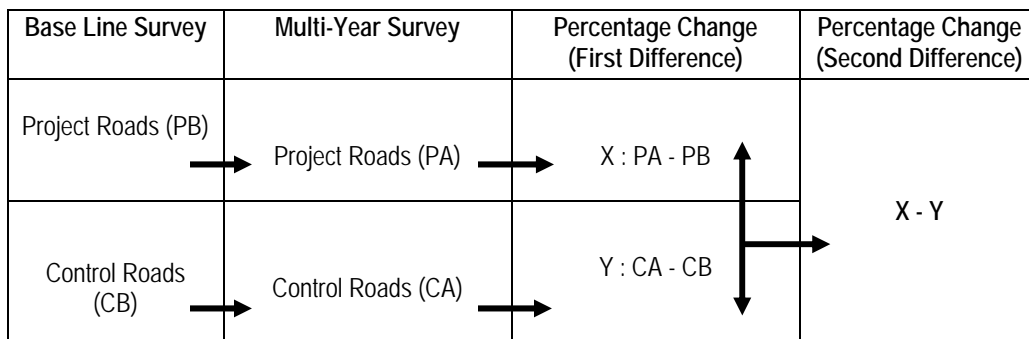 Base Line Survey
Multi-Year Survey
Percentage Change
(First Difference)
Percentage Change
(Second Difference)
Project Roads (PB)
Project Roads (PA)
X : PA - PB
X - Y
Control Roads
(CB)
Control Roads (CA)
Y : CA - CB